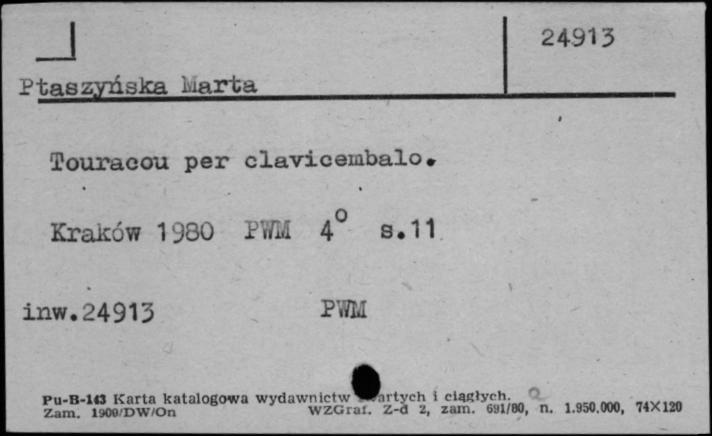 24913
Ptaszyńska Marta
Touracou per clavicembalo.
Kraków 1980 PWM 4° s.11
inw.24913 PWM
Pu-B-143 Karta katalogowa wydawnictw artych i ciągłych.
Zam. 1900/DW/On WZGraf. Z-d 2, zam. 691/80, n. 1.950.000, 74X120